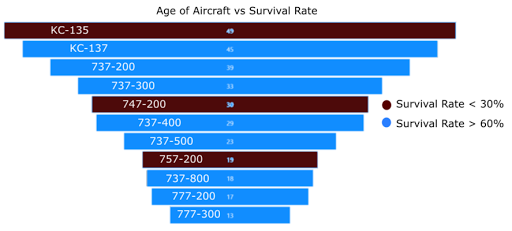 Age of Aircraft vs Survival Rate
KC-135 49
KC-137 45
737-200 39
737-300 33
747-200 30
737-400 29
737-500 23
757-200 19
737-800 18
777-200 17
777-300 13
Survival Rate < 30%
Survival Rate > 60%